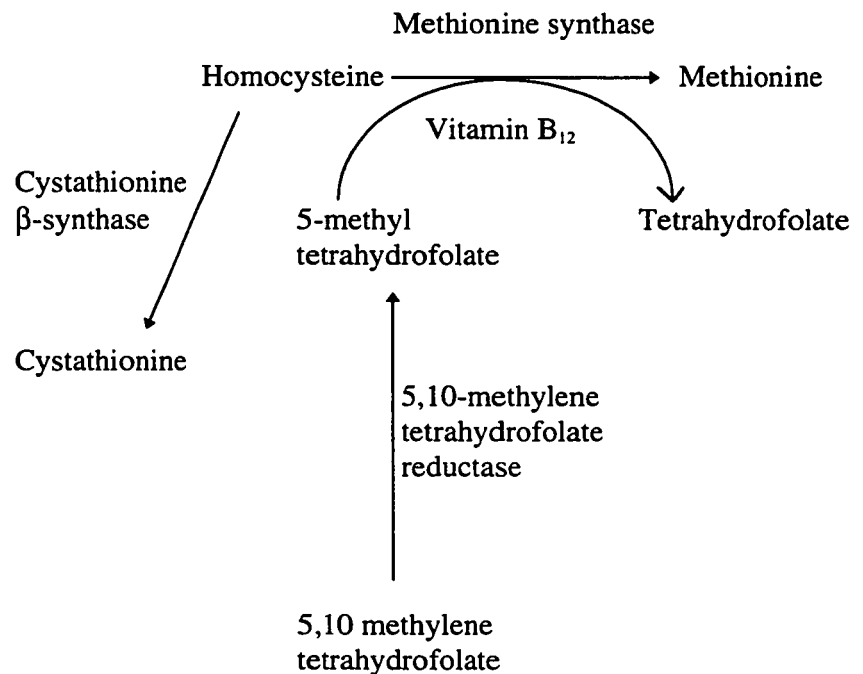 Methionine synthase
Homocysteine
Methionine
Vitamin B₁₂
Cystathionine
β-synthase
5-methyl
tetrahydrofolate
Tetrahydrofolate
Cystathionine
5,10-methylene
tetrahydrofolate
reductase
5,10 methylene
tetrahydrofolate